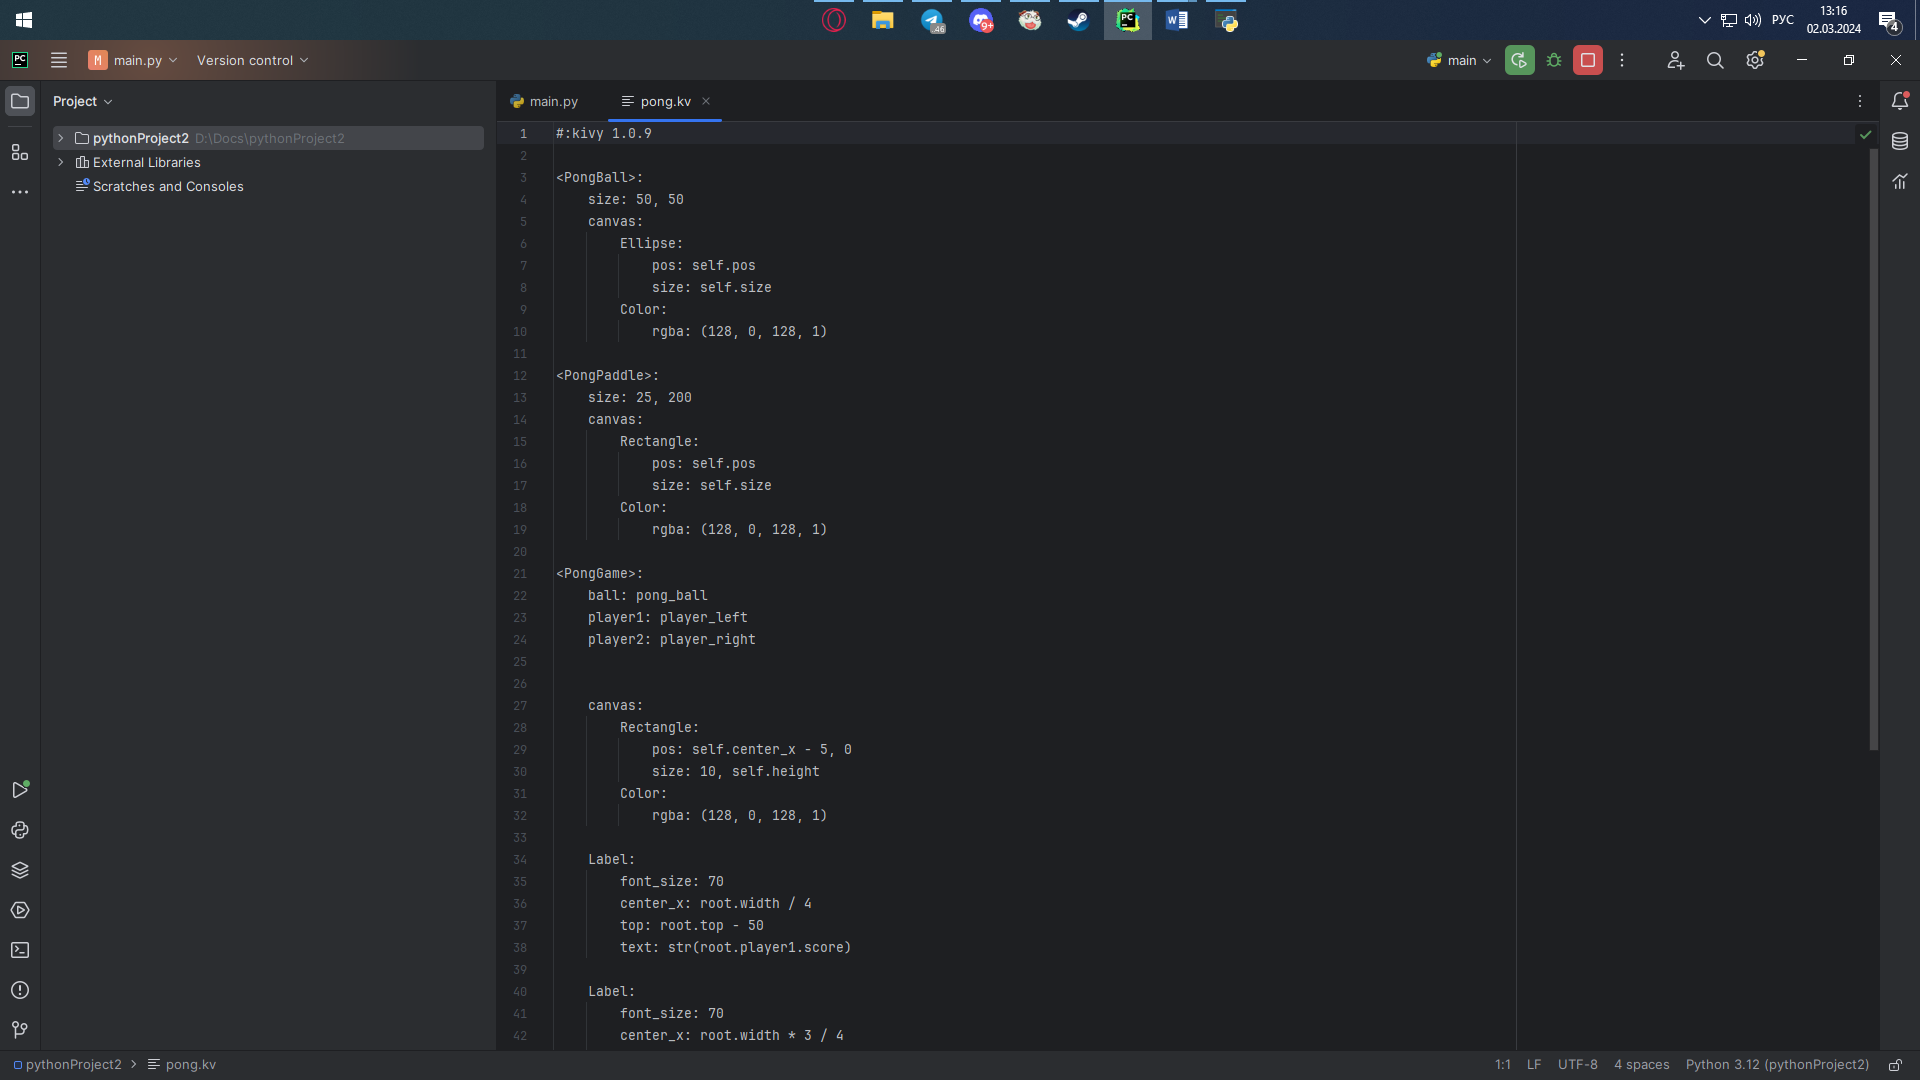 46
9+
PC
РУС
13:16
02.03.2024
4
PC
M main.py
Version control
main
Project
main.py
pong.kv
pythonProject2 D:\Docs\pythonProject2
External Libraries
Scratches and Consoles
1 #:kivy 1.0.9
2
3 <PongBall>:
4 size: 50, 50
5 canvas:
6 Ellipse:
7 pos: self.pos
8 size: self.size
9 Color:
10 rgba: (128, 0, 128, 1)
11
12 <PongPaddle>:
13 size: 25, 200
14 canvas:
15 Rectangle:
16 pos: self.pos
17 size: self.size
18 Color:
19 rgba: (128, 0, 128, 1)
20
21 <PongGame>:
22 ball: pong_ball
23 player1: player_left
24 player2: player_right
25
26
27 canvas:
28 Rectangle:
29 pos: self.center_x - 5, 0
30 size: 10, self.height
31 Color:
32 rgba: (128, 0, 128, 1)
33
34 Label:
35 font_size: 70
36 center_x: root.width / 4
37 top: root.top - 50
38 text: str(root.player1.score)
39
40 Label:
41 font_size: 70
42 center_x: root.width * 3 / 4
pythonProject2
pong.kv
1:1
LF
UTF-8
4 spaces
Python 3.12 (pythonProject2)